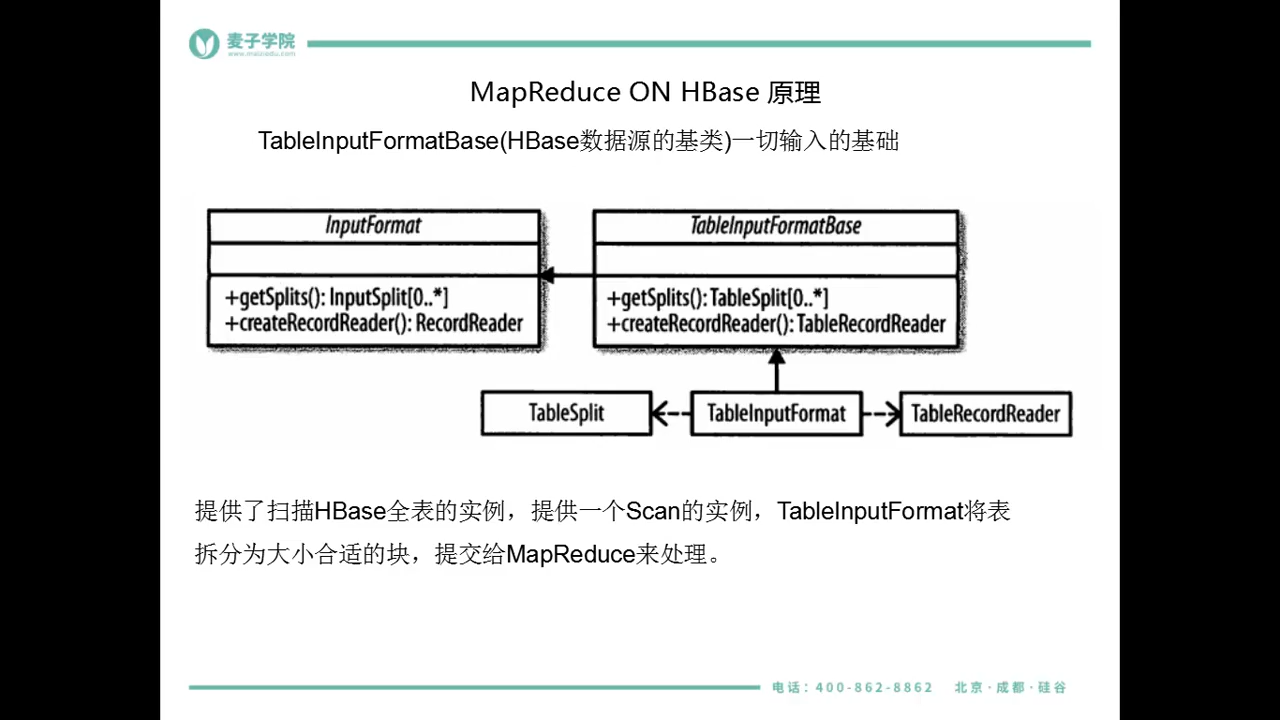 麦子学院
www.maiziedu.com
MapReduce ON HBase 原理
TableInputFormatBase(HBase数据源的基类)一切输入的基础
InputFormat
+getSplits(): InputSplit[0..*]
+createRecordReader(): RecordReader
TableInputFormatBase
+getSplits(): TableSplit[0..*]
+createRecordReader(): TableRecordReader
TableSplit
TableInputFormat
TableRecordReader
提供了扫描HBase全表的实例，提供一个Scan的实例，TableInputFormat将表
拆分为大小合适的块，提交给MapReduce来处理。
电话：400-862-8862 北京·成都·硅谷